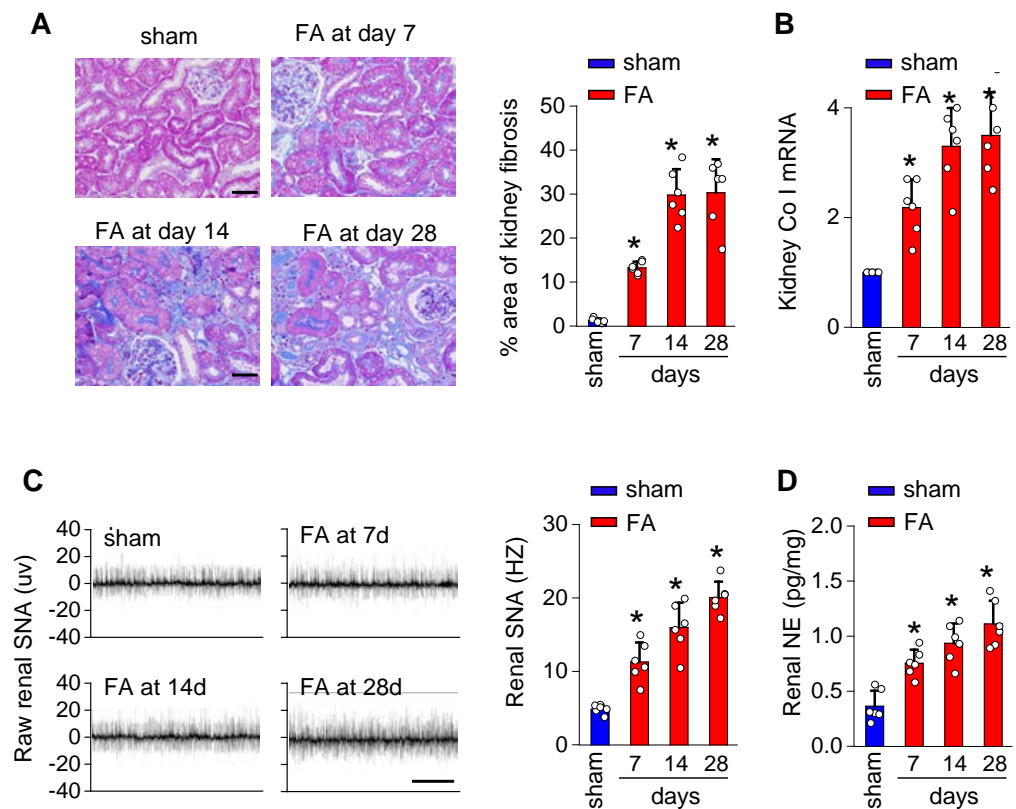 A
sham
FA at day 7
FA at day 14
FA at day 28
sham
FA
% area of kidney fibrosis
50
40
30
20
10
0
*
*
*
sham
7 14 28
days
B
sham
FA
Kidney Co I mRNA
4
2
0
*
*
*
sham
7 14 28
days
C
Raw renal SNA (uv)
40
20
0
-20
-40
sham
FA at 7d
40
20
0
-20
-40
FA at 14d
FA at 28d
sham
FA
Renal SNA (HZ)
30
20
10
0
*
*
*
sham
7 14 28
days
D
sham
FA
Renal NE (pg/mg)
2.0
1.5
1.0
0.5
0.0
*
*
*
sham
7 14 28
days